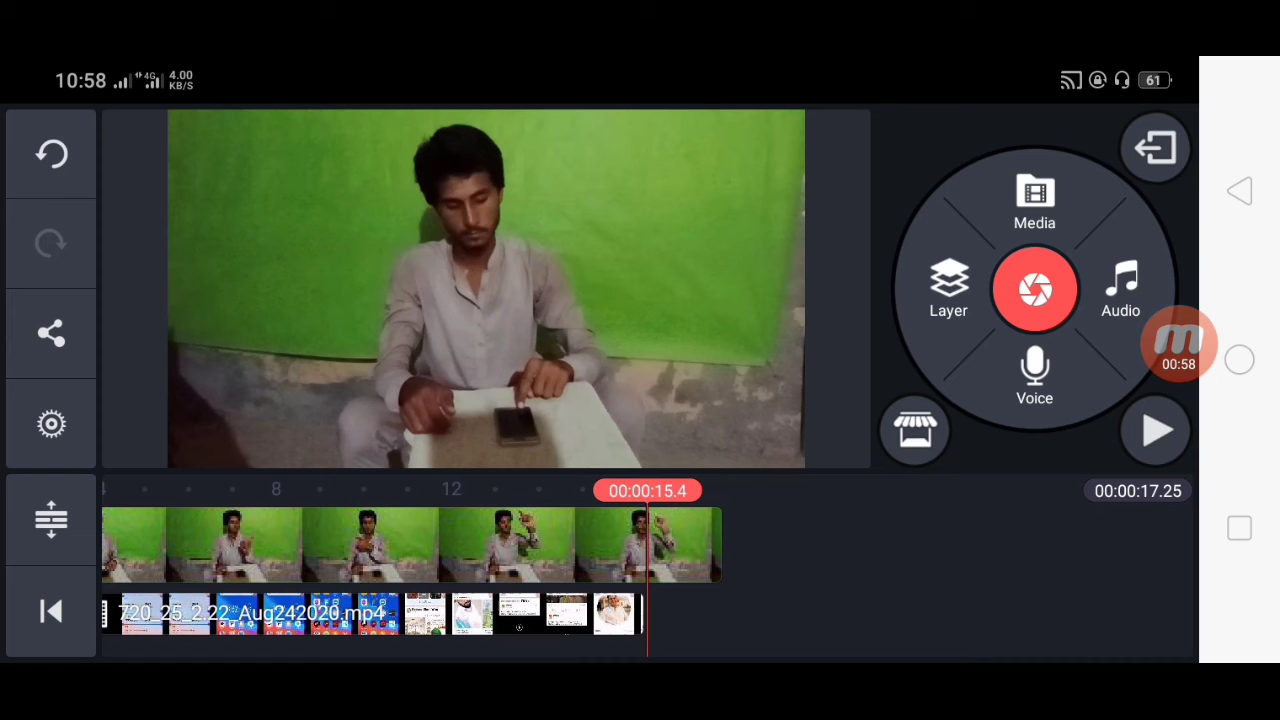 10:58 4G 4.00 KB/S 61
Media
Layer
Audio
Voice
00:58
8 12 00:00:15.4 00:00:17.25
720_25_2.22_Aug242020.mp4